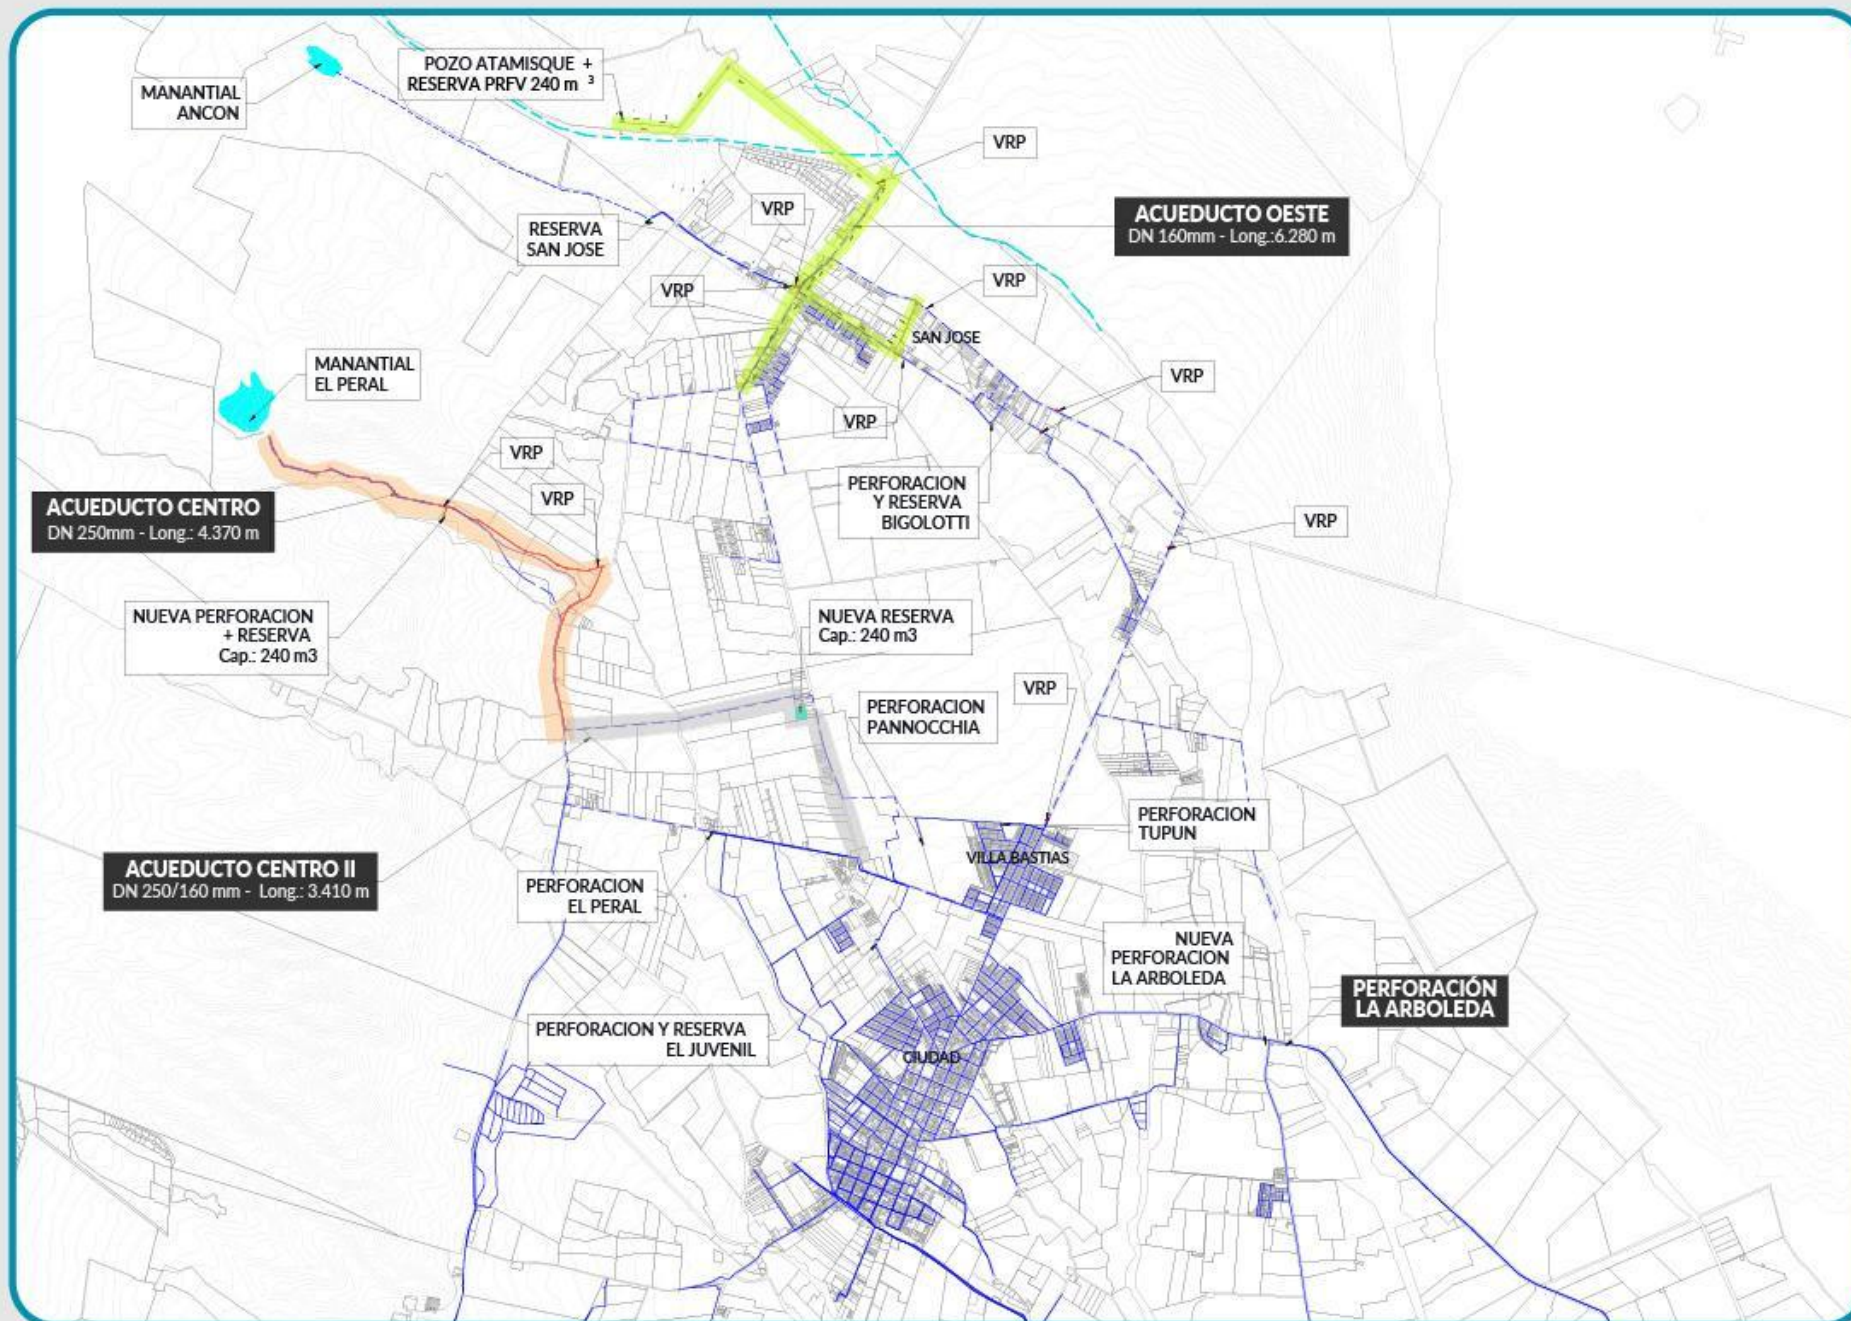 MANANTIAL
ANCON
POZO ATAMISQUE +
RESERVA PRFV 240 m ³
VRP
VRP
RESERVA
SAN JOSE
ACUEDUCTO OESTE
DN 160mm - Long.:6.280 m
VRP
VRP
SAN JOSE
MANANTIAL
EL PERAL
VRP
VRP
VRP
VRP
PERFORACION
Y RESERVA
BIGOLOTTI
ACUEDUCTO CENTRO
DN 250mm - Long.: 4.370 m
VRP
NUEVA PERFORACION
+ RESERVA
Cap.: 240 m3
NUEVA RESERVA
Cap.: 240 m3
VRP
PERFORACION
PANNOCCHIA
PERFORACION
TUPUN
VILLA BASTIAS
ACUEDUCTO CENTRO II
DN 250/160 mm - Long.: 3.410 m
PERFORACION
EL PERAL
NUEVA
PERFORACION
LA ARBOLEDA
PERFORACIÓN
LA ARBOLEDA
PERFORACION Y RESERVA
EL JUVENIL
CIUDAD